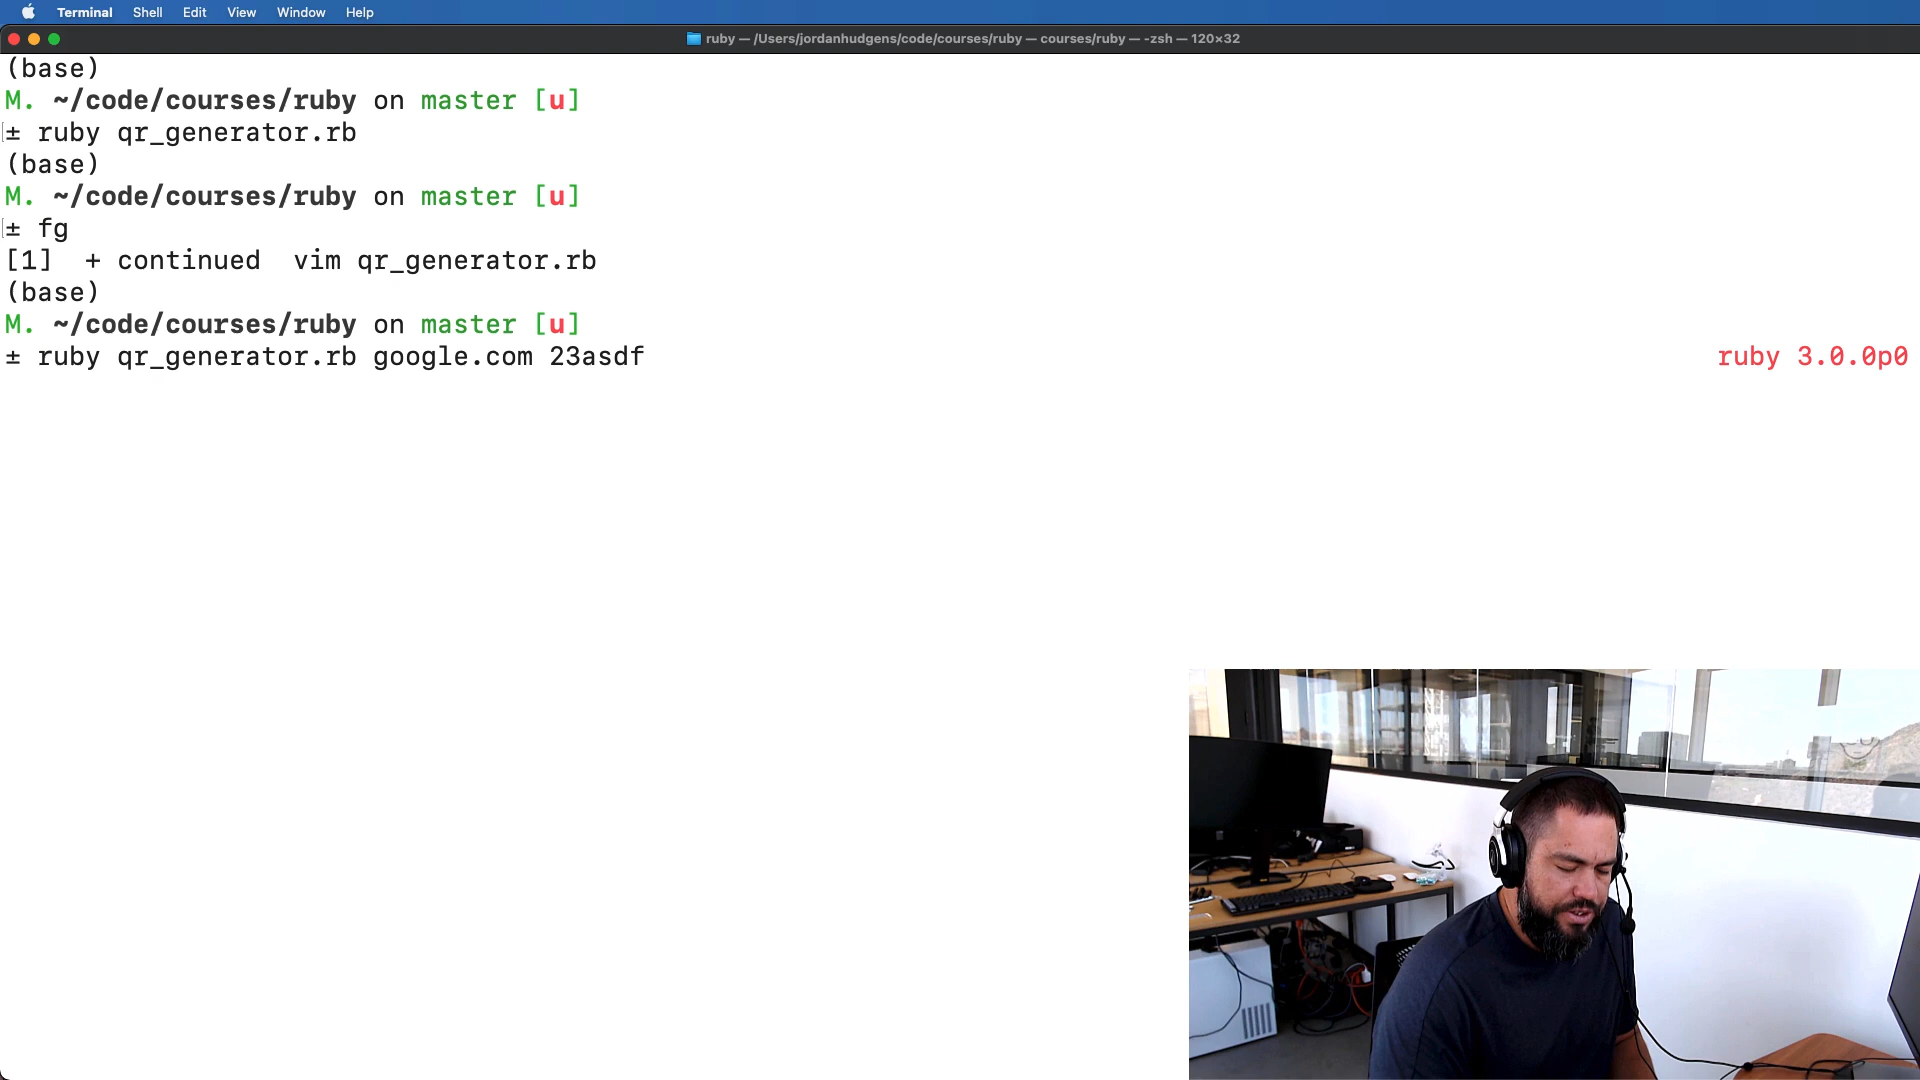 Terminal Shell Edit View Window Help
ruby — /Users/jordanhudgens/code/courses/ruby — courses/ruby — -zsh — 120×32
(base)
M. ~/code/courses/ruby on master [u]
± ruby qr_generator.rb
(base)
M. ~/code/courses/ruby on master [u]
± fg
[1]  + continued  vim qr_generator.rb
(base)
M. ~/code/courses/ruby on master [u]
± ruby qr_generator.rb google.com 23asdf ruby 3.0.0p0